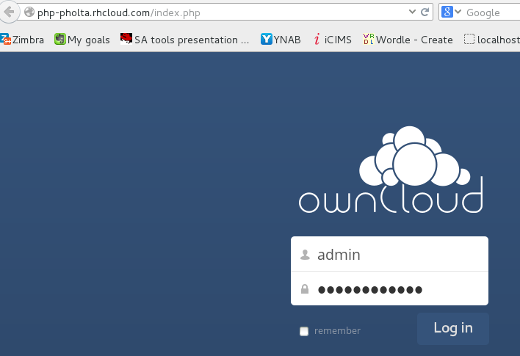 php-pholta.rhcloud.com/index.php
Google
Zimbra
My goals
SA tools presentation ...
YNAB
iCIMS
Wordle - Create
localhost
ownCloud
admin
remember
Log in